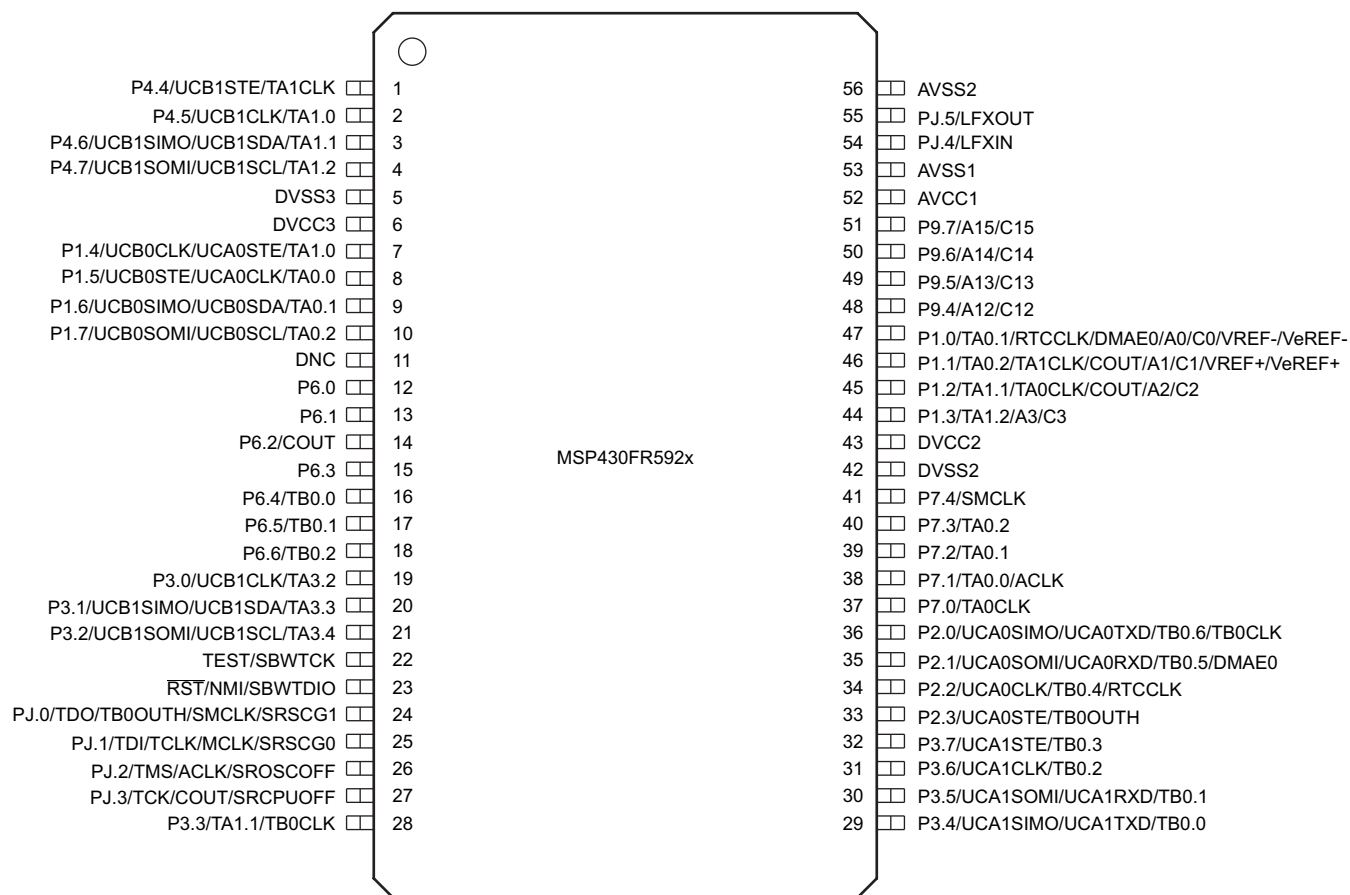 P4.4/UCB1STE/TA1CLK 1
P4.5/UCB1CLK/TA1.0 2
P4.6/UCB1SIMO/UCB1SDA/TA1.1 3
P4.7/UCB1SOMI/UCB1SCL/TA1.2 4
DVSS3 5
DVCC3 6
P1.4/UCB0CLK/UCA0STE/TA1.0 7
P1.5/UCB0STE/UCA0CLK/TA0.0 8
P1.6/UCB0SIMO/UCB0SDA/TA0.1 9
P1.7/UCB0SOMI/UCB0SCL/TA0.2 10
DNC 11
P6.0 12
P6.1 13
P6.2/COUT 14
P6.3 15
P6.4/TB0.0 16
P6.5/TB0.1 17
P6.6/TB0.2 18
P3.0/UCB1CLK/TA3.2 19
P3.1/UCB1SIMO/UCB1SDA/TA3.3 20
P3.2/UCB1SOMI/UCB1SCL/TA3.4 21
TEST/SBWTCK 22
RST/NMI/SBWTDIO 23
PJ.0/TDO/TB0OUTH/SMCLK/SRSCG1 24
PJ.1/TDI/TCLK/MCLK/SRSCG0 25
PJ.2/TMS/ACLK/SROSCOFF 26
PJ.3/TCK/COUT/SRCPUOFF 27
P3.3/TA1.1/TB0CLK 28
MSP430FR592x
56 AVSS2
55 PJ.5/LFXOUT
54 PJ.4/LFXIN
53 AVSS1
52 AVCC1
51 P9.7/A15/C15
50 P9.6/A14/C14
49 P9.5/A13/C13
48 P9.4/A12/C12
47 P1.0/TA0.1/RTCCLK/DMAE0/A0/C0/VREF-/VeREF-
46 P1.1/TA0.2/TA1CLK/COUT/A1/C1/VREF+/VeREF+
45 P1.2/TA1.1/TA0CLK/COUT/A2/C2
44 P1.3/TA1.2/A3/C3
43 DVCC2
42 DVSS2
41 P7.4/SMCLK
40 P7.3/TA0.2
39 P7.2/TA0.1
38 P7.1/TA0.0/ACLK
37 P7.0/TA0CLK
36 P2.0/UCA0SIMO/UCA0TXD/TB0.6/TB0CLK
35 P2.1/UCA0SOMI/UCA0RXD/TB0.5/DMAE0
34 P2.2/UCA0CLK/TB0.4/RTCCLK
33 P2.3/UCA0STE/TB0OUTH
32 P3.7/UCA1STE/TB0.3
31 P3.6/UCA1CLK/TB0.2
30 P3.5/UCA1SOMI/UCA1RXD/TB0.1
29 P3.4/UCA1SIMO/UCA1TXD/TB0.0